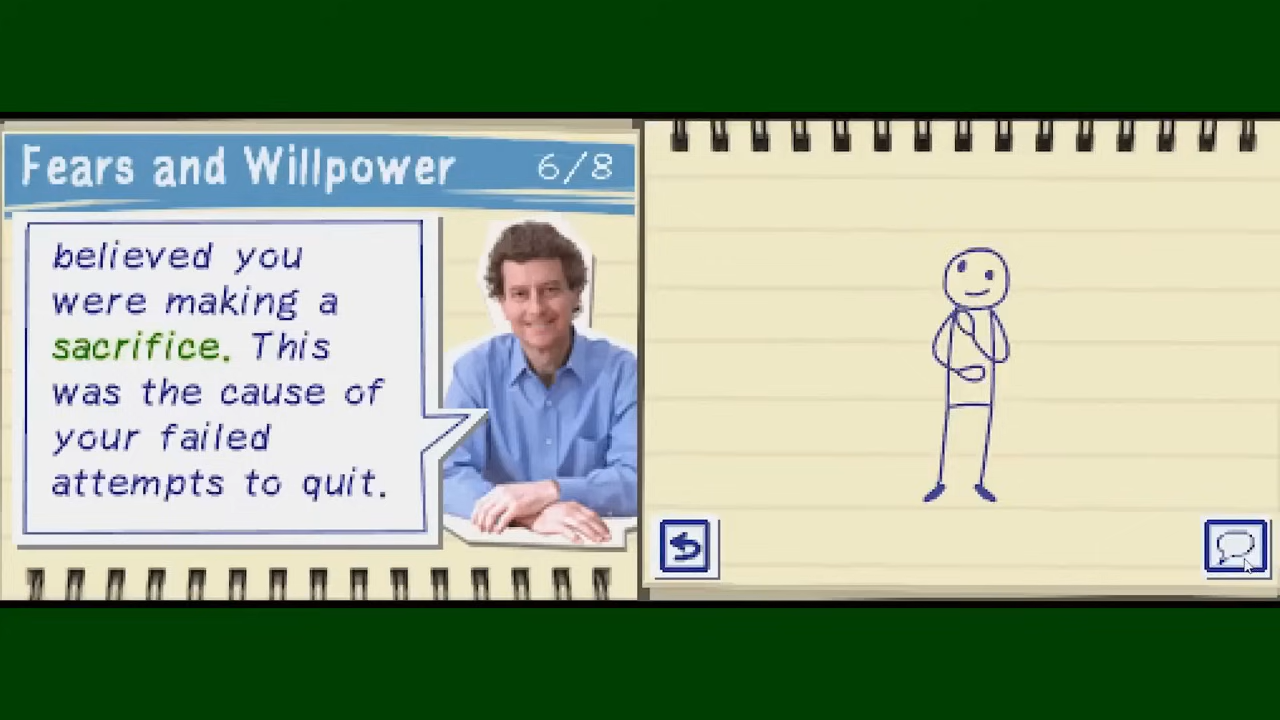 Fears and Willpower 6/8
believed you
were making a
sacrifice. This
was the cause of
your failed
attempts to quit.